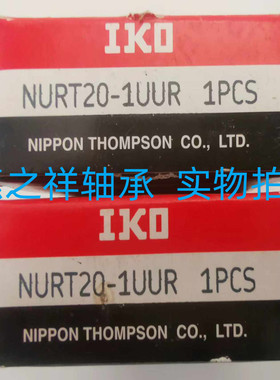 IKO
NURT20-1UUR 1PCS
NIPPON THOMPSON CO., LTD.
之祥轴承 实物拍
IKO
NURT20-1UUR 1PCS
NIPPON THOMPSON CO., LTD.